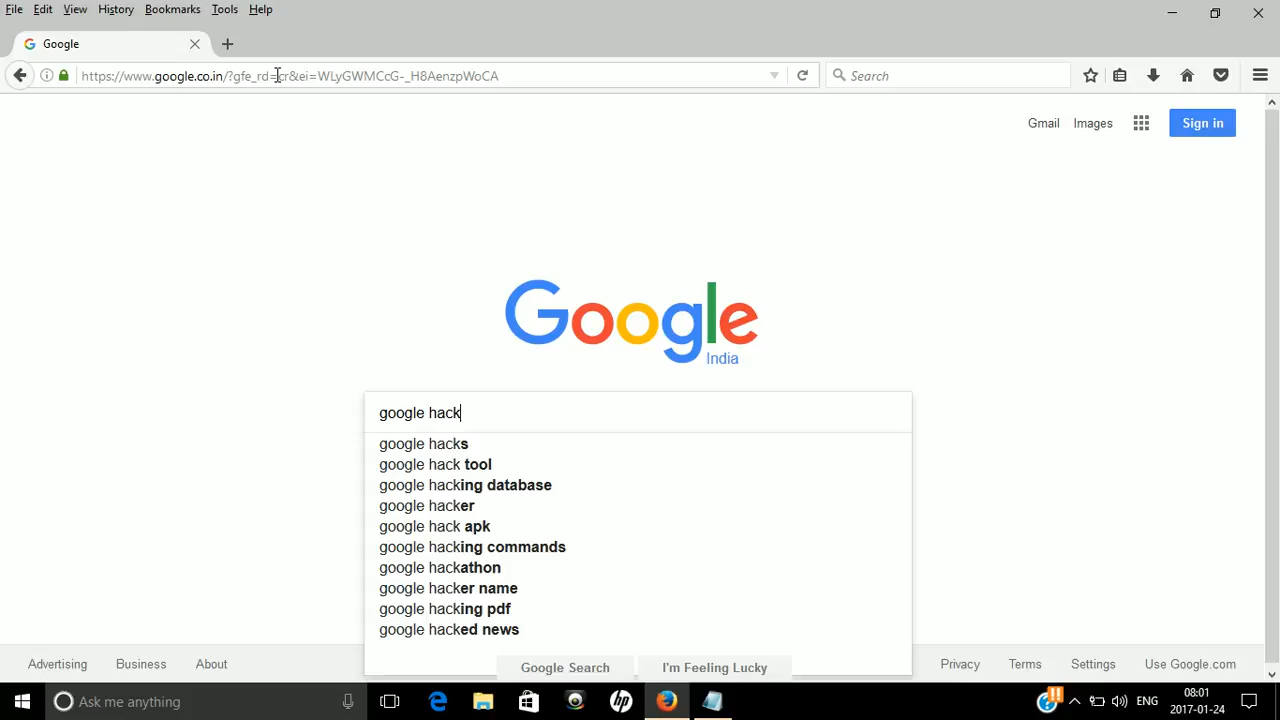 File Edit View History Bookmarks Tools Help
Google
https://www.google.co.in/?gfe_rd=cr&ei=WLyGWMCcG-_H8AenzpWoCA
Search
Gmail Images Sign in
Google
India
google hack
google hacks
google hack tool
google hacking database
google hacker
google hack apk
google hacking commands
google hackathon
google hacker name
google hacking pdf
google hacked news
Google Search I'm Feeling Lucky
Advertising Business About Privacy Terms Settings Use Google.com
Ask me anything
hp
ENG
08:01
2017-01-24